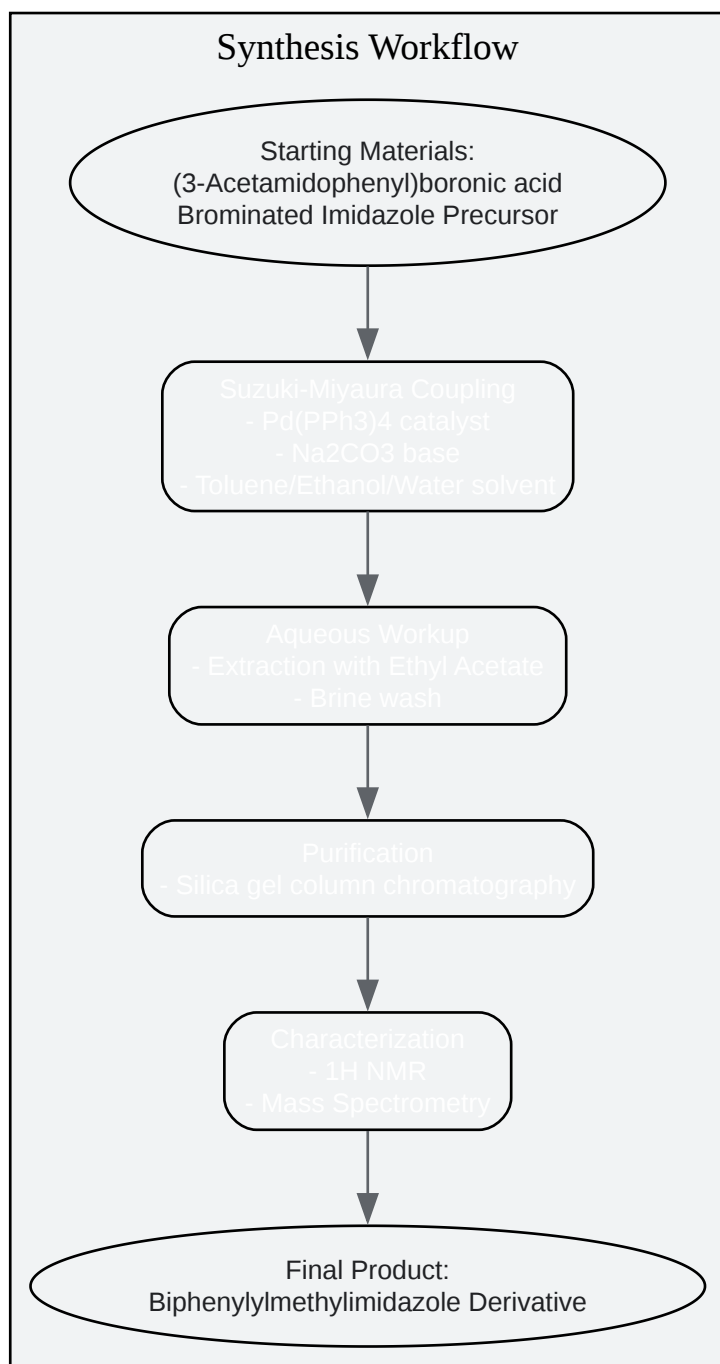 Synthesis Workflow
Starting Materials:
(3-Acetamidophenyl)boronic acid
Brominated Imidazole Precursor
Suzuki-Miyaura Coupling
- Pd(PPh3)4 catalyst
- Na2CO3 base
- Toluene/Ethanol/Water solvent
Aqueous Workup
- Extraction with Ethyl Acetate
- Brine wash
Purification
- Silica gel column chromatography
Characterization
- 1H NMR
- Mass Spectrometry
Final Product:
Biphenylylmethylimidazole Derivative